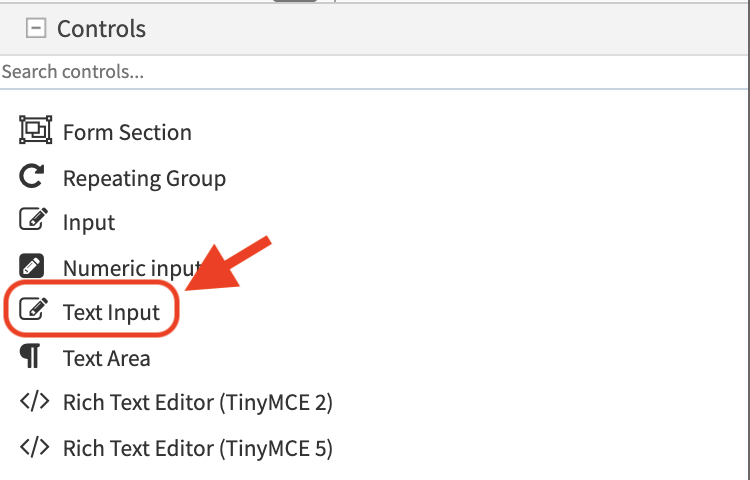 Controls
Search controls...
Form Section
Repeating Group
Input
Numeric input
Text Input
Text Area
Rich Text Editor (TinyMCE 2)
Rich Text Editor (TinyMCE 5)